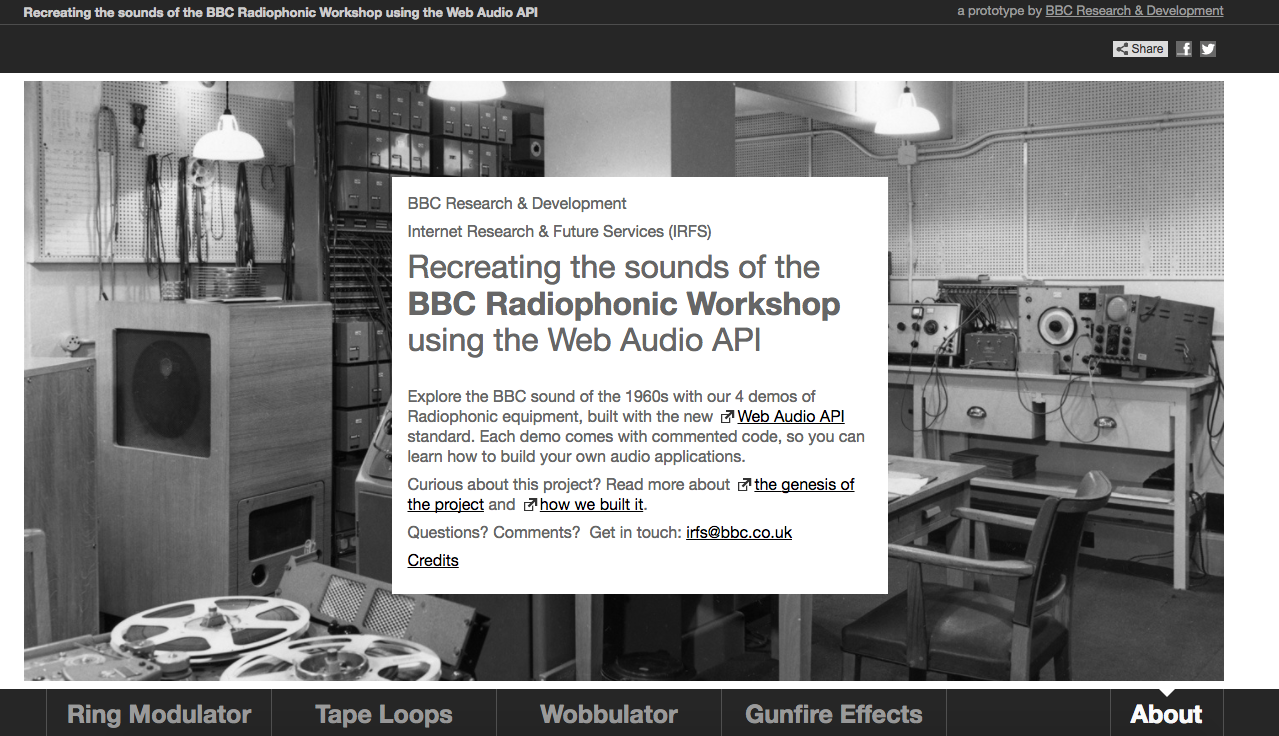 Recreating the sounds of the BBC Radiophonic Workshop using the Web Audio API
a prototype by BBC Research & Development
Share
BBC Research & Development
Internet Research & Future Services (IRFS)
Recreating the sounds of the
BBC Radiophonic Workshop
using the Web Audio API
Explore the BBC sound of the 1960s with our 4 demos of
Radiophonic equipment, built with the new Web Audio API
standard. Each demo comes with commented code, so you can
learn how to build your own audio applications.
Curious about this project? Read more about the genesis of
the project and how we built it.
Questions? Comments? Get in touch: irfs@bbc.co.uk
Credits
Ring Modulator
Tape Loops
Wobbulator
Gunfire Effects
About